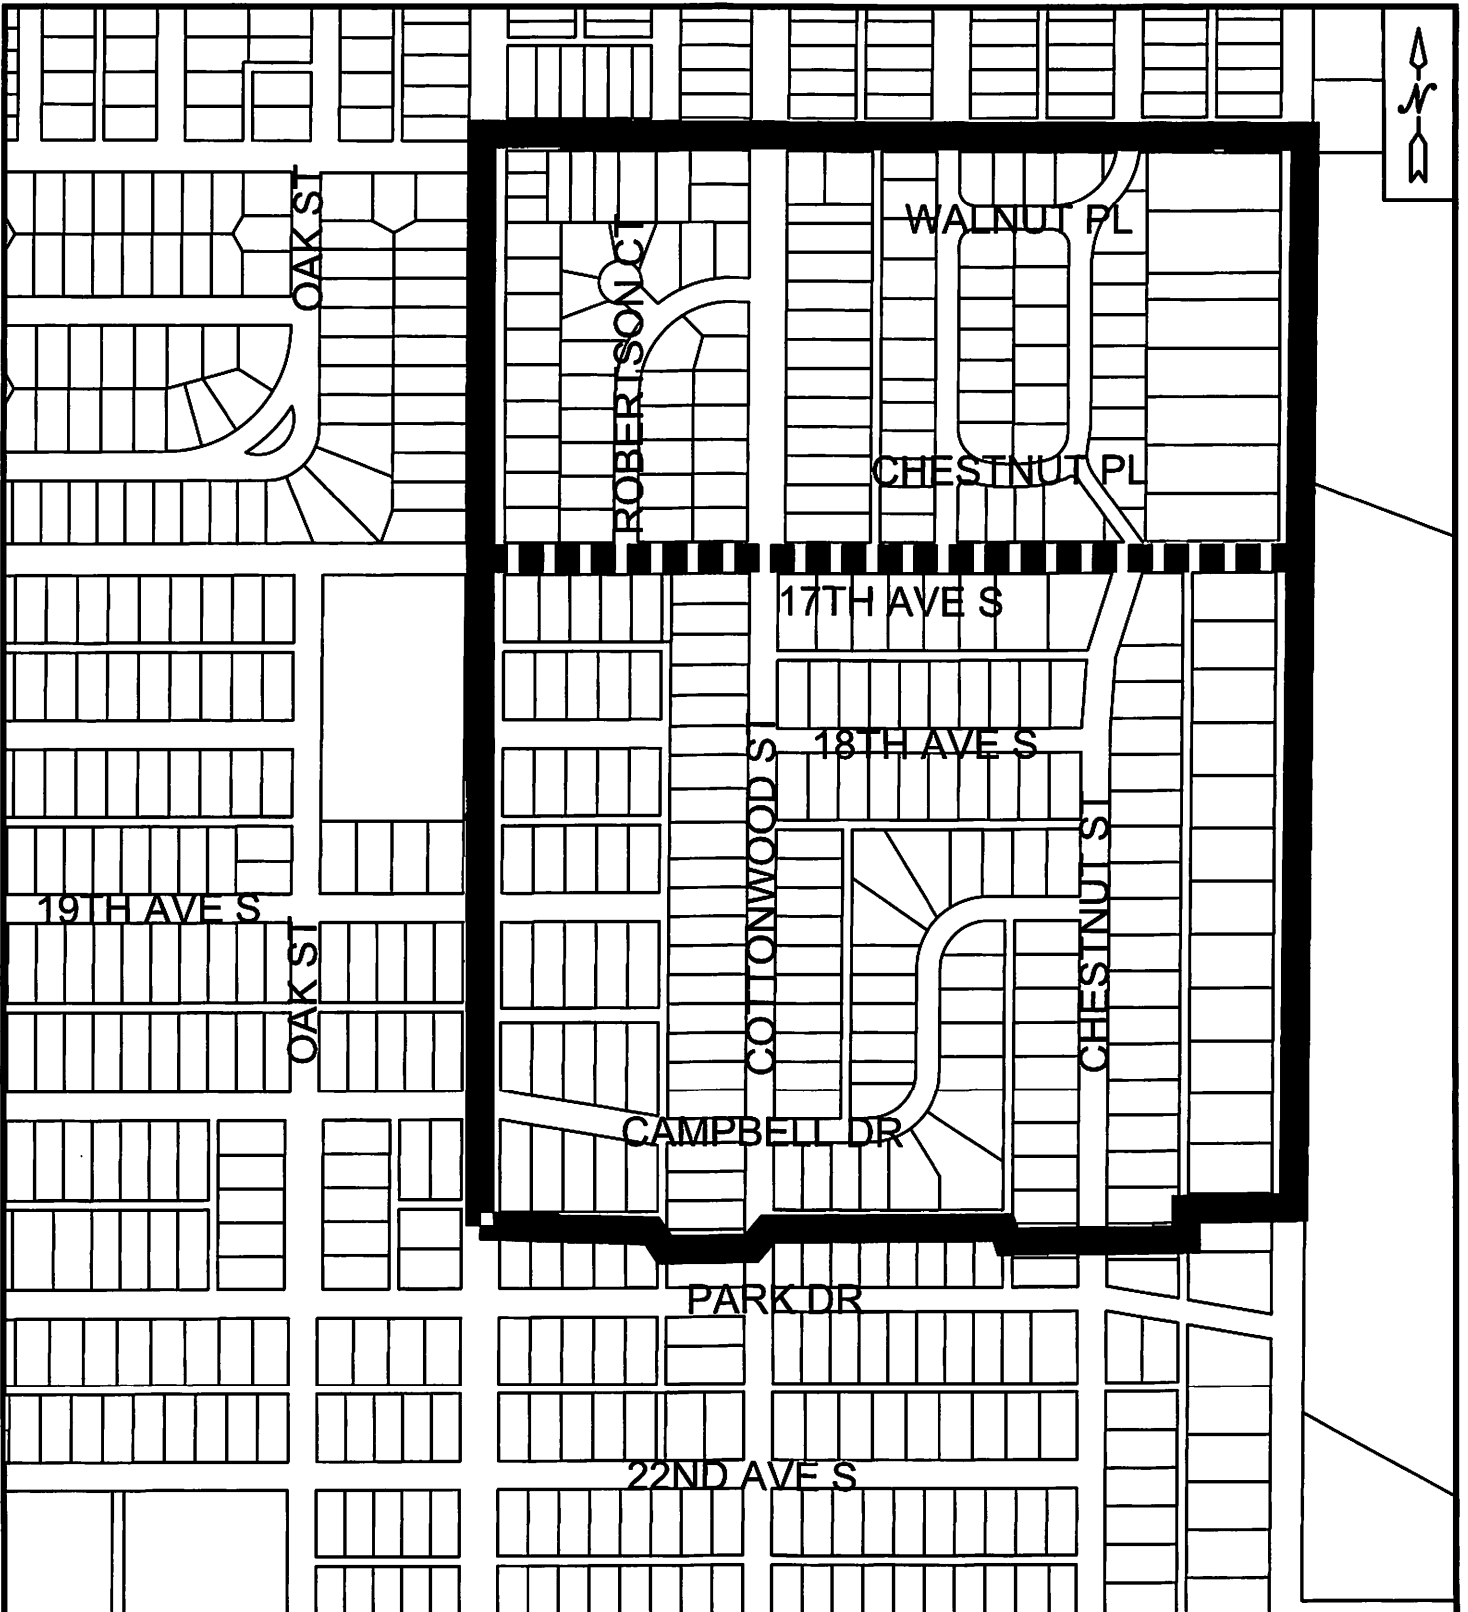 N
OAK ST
WALNUT PL
ROBERTSON CT
CHESTNUT PL
17TH AVE S
18TH AVE S
COTTONWOOD ST
CHESTNUT ST
19TH AVE S
OAK ST
CAMPBELL DR
PARK DR
22ND AVE S